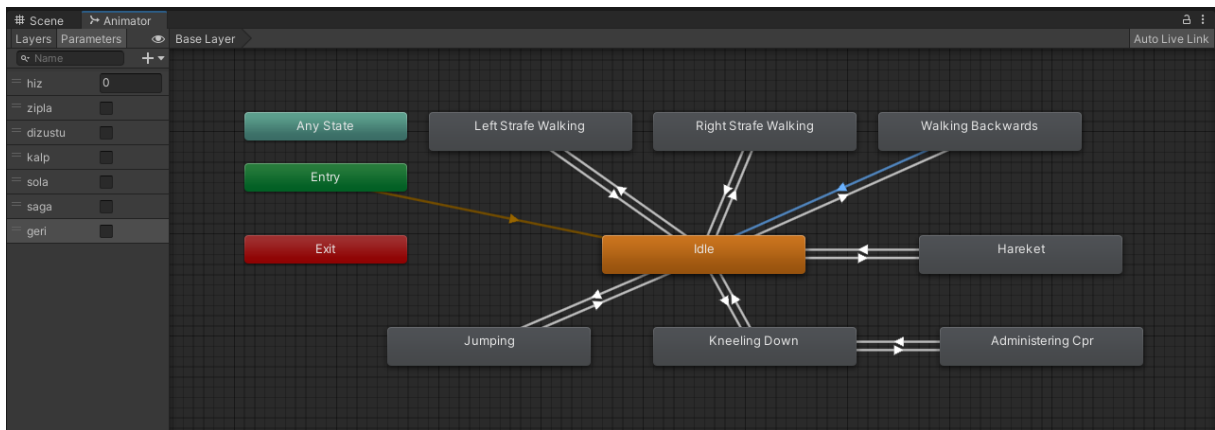 Scene Animator
Layers Parameters Base Layer Auto Live Link
Name
hiz 0
zipla
dizustu
kalp
sola
saga
geri
Any State Left Strafe Walking Right Strafe Walking Walking Backwards
Entry
Exit Idle Hareket
Jumping Kneeling Down Administering Cpr